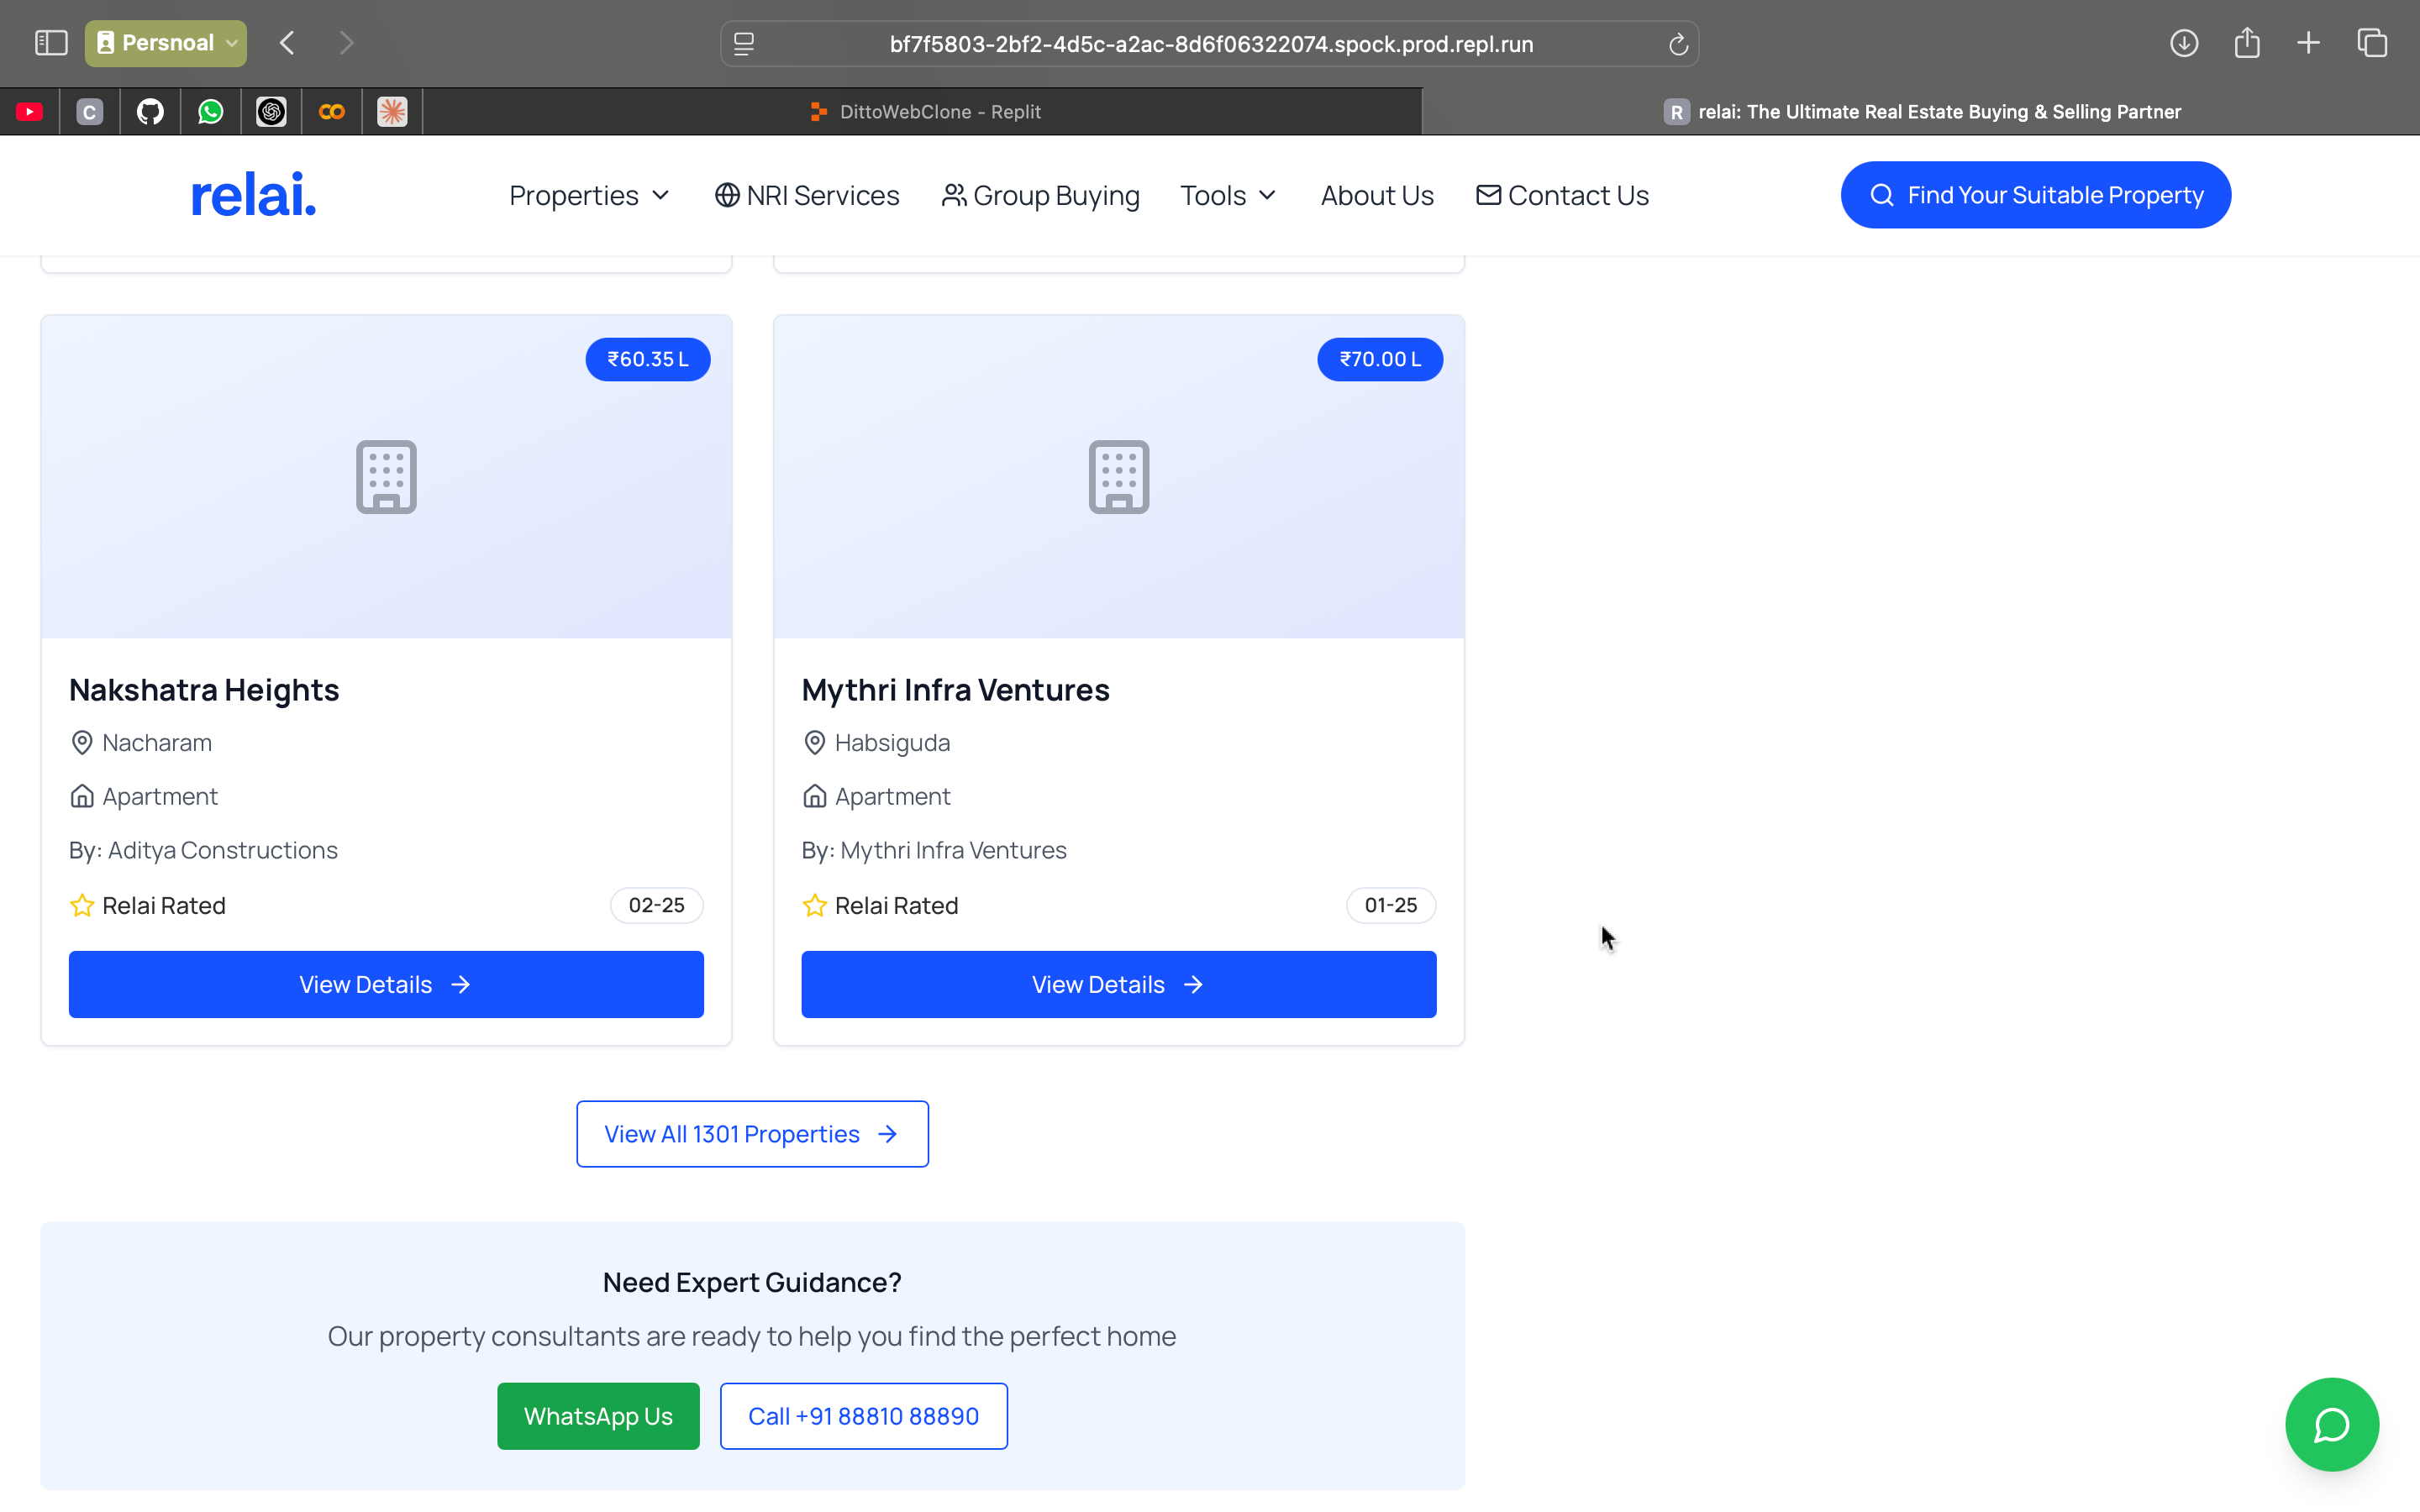 Persnoal
bf7f5803-2bf2-4d5c-a2ac-8d6f06322074.spock.prod.repl.run
C
DittoWebClone - Replit
R relai: The Ultimate Real Estate Buying & Selling Partner
relai.
Properties
NRI Services
Group Buying
Tools
About Us
Contact Us
Find Your Suitable Property
₹60.35 L
Nakshatra Heights
Nacharam
Apartment
By: Aditya Constructions
Relai Rated
02-25
View Details
₹70.00 L
Mythri Infra Ventures
Habsiguda
Apartment
By: Mythri Infra Ventures
Relai Rated
01-25
View Details
View All 1301 Properties
Need Expert Guidance?
Our property consultants are ready to help you find the perfect home
WhatsApp Us
Call +91 88810 88890